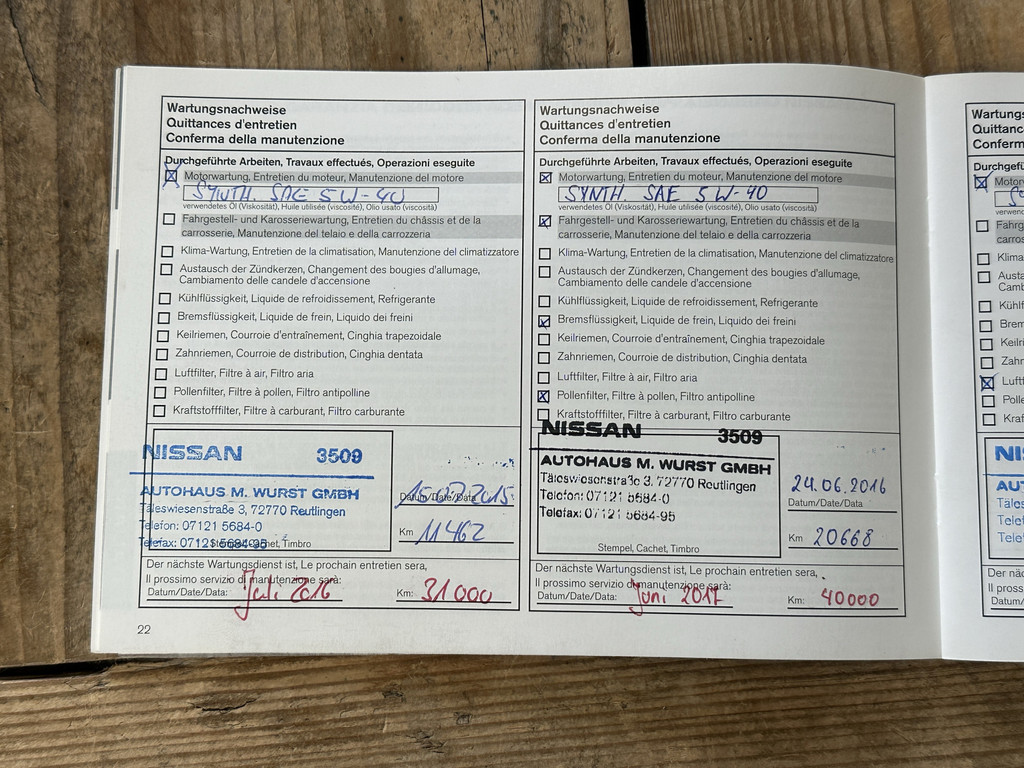 Wartungsnachweise
Quittances d'entretien
Conferma della manutenzione
Durchgeführte Arbeiten, Travaux effectués, Operazioni eseguite
Motorwartung, Entretien du moteur, Manutenzione del motore
SYNTH. SAE 5W-40
verwendetes Öl (Viskosität), Huile utilisée (viscosité), Olio usato (viscosità)
Fahrgestell- und Karosseriewartung, Entretien du châssis et de la
carrosserie, Manutenzione del telaio e della carrozzeria
Klima-Wartung, Entretien de la climatisation, Manutenzione del climatizzatore
Austausch der Zündkerzen, Changement des bougies d'allumage,
Cambiamento delle candele d'accensione
Kühlflüssigkeit, Liquide de refroidissement, Refrigerante
Bremsflüssigkeit, Liquide de frein, Liquido dei freini
Keilriemen, Courroie d'entraînement, Cinghia trapezoidale
Zahnriemen, Courroie de distribution, Cinghia dentata
Luftfilter, Filtre à air, Filtro aria
Pollenfilter, Filtre à pollen, Filtro antipolline
Kraftstofffilter, Filtre à carburant, Filtro carburante
NISSAN 3509
AUTOHAUS M. WURST GMBH
Täleswiesenstraße 3, 72770 Reutlingen
Telefon: 07121 5684-0
Telefax: 07121 5684-95
Stempel, Cachet, Timbro
15.07.2015
Datum/Date/Data
Km 11462
Der nächste Wartungsdienst ist, Le prochain entretien sera,
Il prossimo servizio di manutenzione sarà:
Datum/Date/Data: Juli 2016 Km: 31000
22
Wartungsnachweise
Quittances d'entretien
Conferma della manutenzione
Durchgeführte Arbeiten, Travaux effectués, Operazioni eseguite
Motorwartung, Entretien du moteur, Manutenzione del motore
SYNTH. SAE 5W-40
verwendetes Öl (Viskosität), Huile utilisée (viscosité), Olio usato (viscosità)
Fahrgestell- und Karosseriewartung, Entretien du châssis et de la
carrosserie, Manutenzione del telaio e della carrozzeria
Klima-Wartung, Entretien de la climatisation, Manutenzione del climatizzatore
Austausch der Zündkerzen, Changement des bougies d'allumage,
Cambiamento delle candele d'accensione
Kühlflüssigkeit, Liquide de refroidissement, Refrigerante
Bremsflüssigkeit, Liquide de frein, Liquido dei freini
Keilriemen, Courroie d'entraînement, Cinghia trapezoidale
Zahnriemen, Courroie de distribution, Cinghia dentata
Luftfilter, Filtre à air, Filtro aria
Pollenfilter, Filtre à pollen, Filtro antipolline
Kraftstofffilter, Filtre à carburant, Filtro carburante
NISSAN 3509
AUTOHAUS M. WURST GMBH
Täleswiesenstraße 3, 72770 Reutlingen
Telefon: 07121 5684-0
Telefax: 07121 5684-95
Stempel, Cachet, Timbro
24.06.2016
Datum/Date/Data
Km 20668
Der nächste Wartungsdienst ist, Le prochain entretien sera,
Il prossimo servizio di manutenzione sarà:
Datum/Date/Data: Juni 2017 Km: 40000